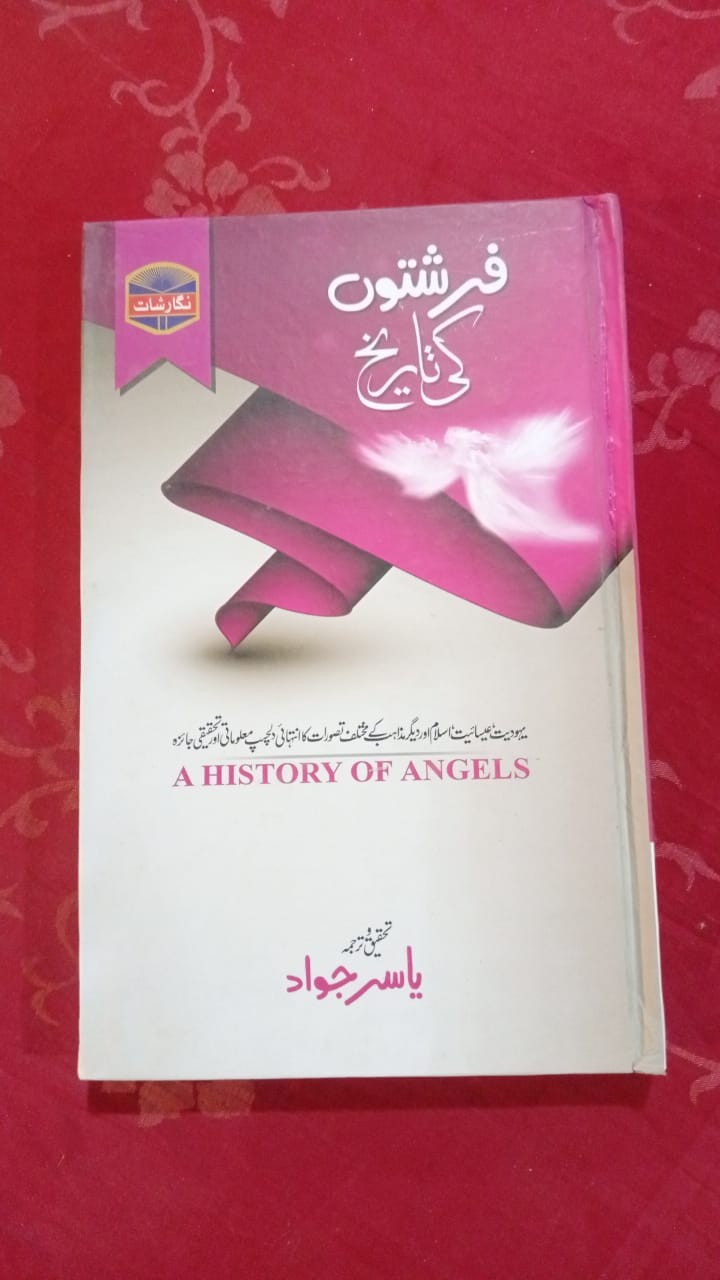 فرشتوں
کی تاریخ
نگارشات
یہودیت، عیسائیت، اسلام اور دیگر مذاہب کے مختلف تصورات کا انتہائی دلچسپ معلوماتی اور تحقیقی جائزہ
A HISTORY OF ANGELS
تحقیق و ترجمہ
یاسر جواد